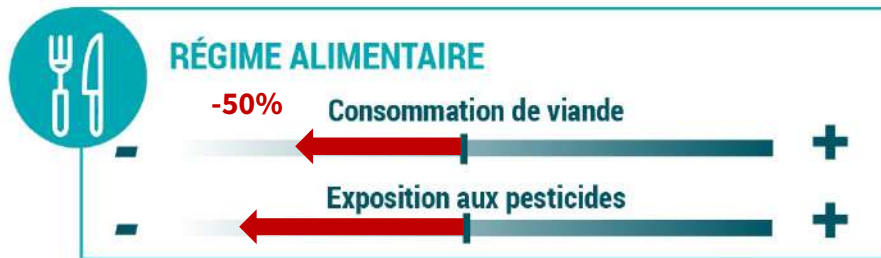 RÉGIME ALIMENTAIRE
-50%
Consommation de viande
- +
Exposition aux pesticides
- +